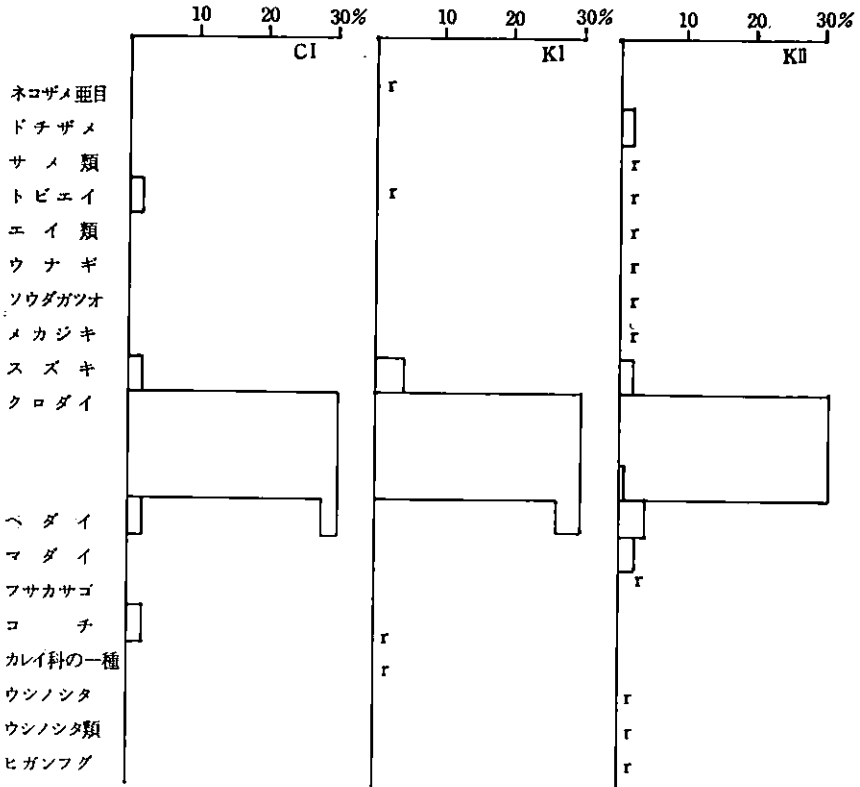 10 20 30% 10 20 30% 10 20 30%
CI KI KII
ネコザメ亜目 r
ドチザメ
サメ類 r
トビエイ r r
エイ類 r
ウナギ r
ソウダガツオ r
メカジキ r
スズキ
クロダイ
ヘダイ
マダイ
フサカサゴ r
コチ r
カレイ科の一種 r
ウシノシタ r
ウシノシタ類 r
ヒガンフグ r